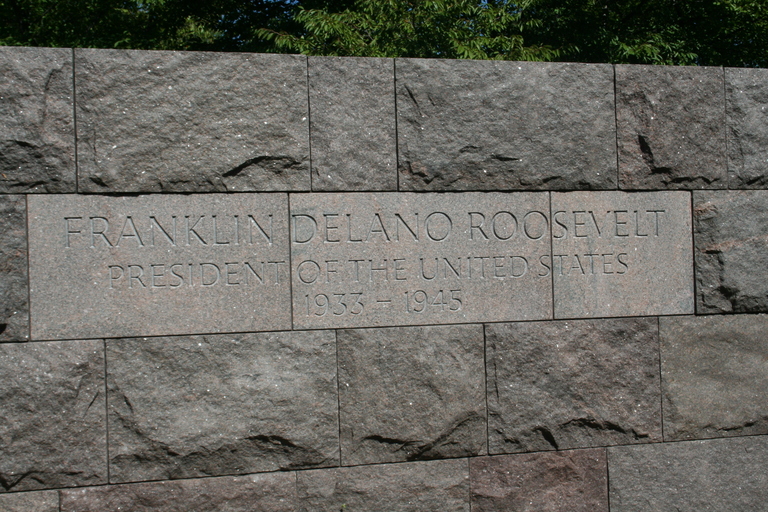 FRANKLIN DELANO ROOSEVELT
PRESIDENT OF THE UNITED STATES
1933 – 1945